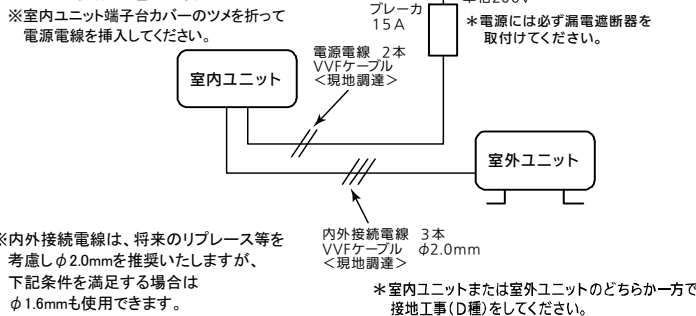 ※室内ユニット端子台カバーのツメを折って
電源電線を挿入してください。
ブレーカ
15A
＊電源には必ず漏電遮断器を
取付けてください。
電源電線 2本
VVFケーブル
＜現地調達＞
室内ユニット
室外ユニット
内外接続電線 3本
VVFケーブル φ2.0mm
＜現地調達＞
※内外接続電線は、将来のリプレース等を
考慮しφ2.0mmを推奨いたしますが、
下記条件を満足する場合は
φ1.6mmも使用できます。
＊室内ユニットまたは室外ユニットのどちらか一方で
接地工事(D種)をしてください。